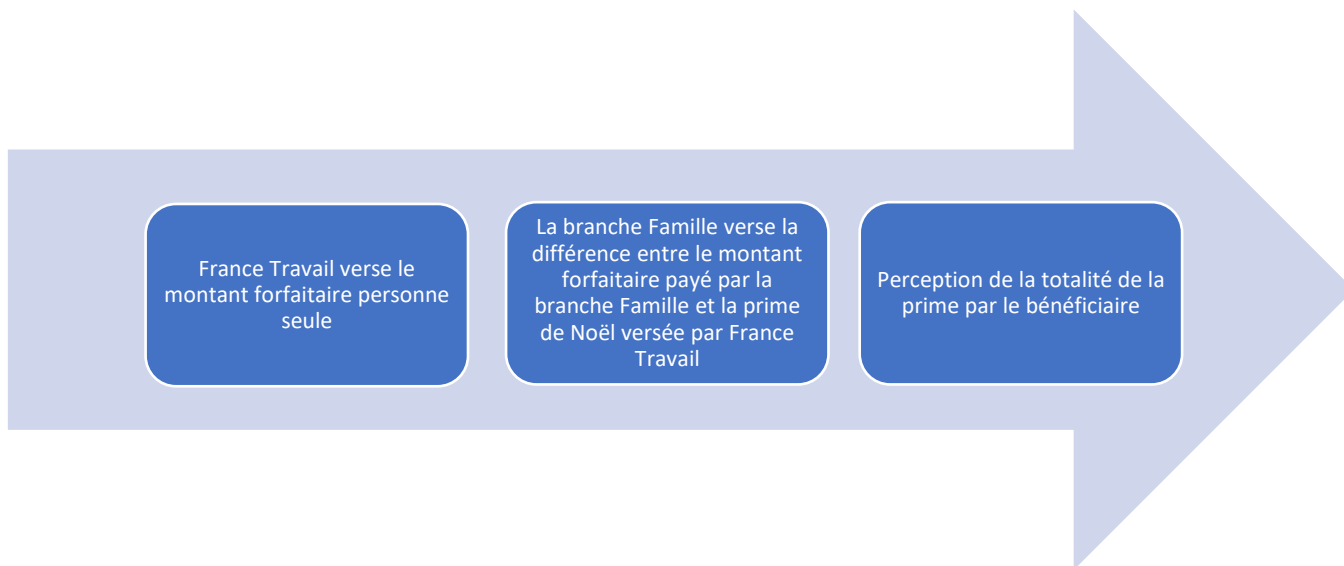 France Travail verse le
montant forfaitaire personne
seule
La branche Famille verse la
différence entre le montant
forfaitaire payé par la
branche Famille et la prime
de Noël versée par France
Travail
Perception de la totalité de la
prime par le bénéficiaire